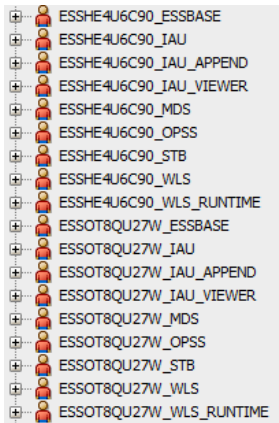 ESSHE4U6C90_ESSBASE
ESSHE4U6C90_IAU
ESSHE4U6C90_IAU_APPEND
ESSHE4U6C90_IAU_VIEWER
ESSHE4U6C90_MDS
ESSHE4U6C90_OPSS
ESSHE4U6C90_STB
ESSHE4U6C90_WLS
ESSHE4U6C90_WLS_RUNTIME
ESSOT8QU27W_ESSBASE
ESSOT8QU27W_IAU
ESSOT8QU27W_IAU_APPEND
ESSOT8QU27W_IAU_VIEWER
ESSOT8QU27W_MDS
ESSOT8QU27W_OPSS
ESSOT8QU27W_STB
ESSOT8QU27W_WLS
ESSOT8QU27W_WLS_RUNTIME